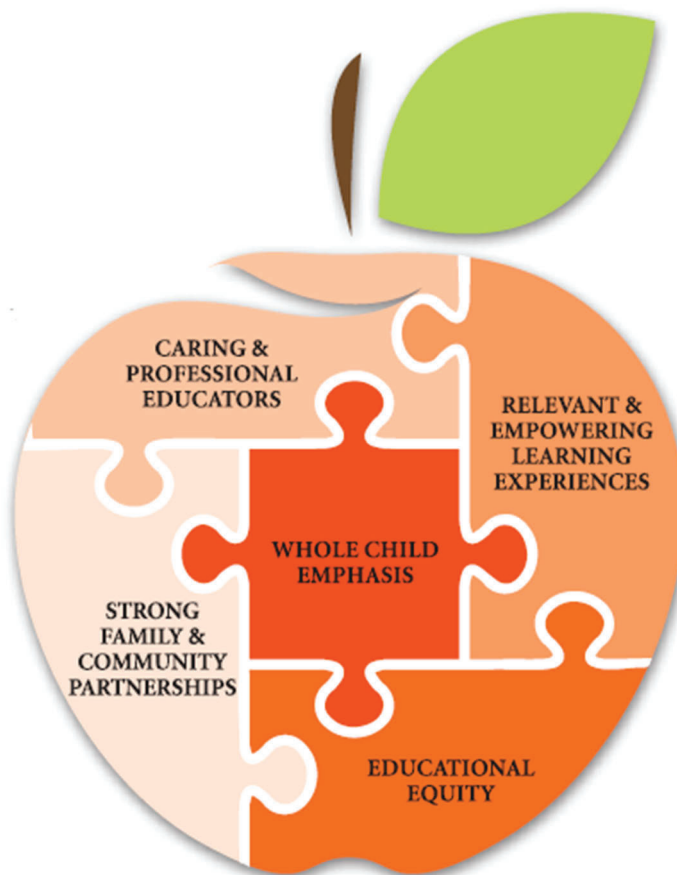 CARING &
PROFESSIONAL
EDUCATORS
RELEVANT &
EMPOWERING
LEARNING
EXPERIENCES
WHOLE CHILD
EMPHASIS
STRONG
FAMILY &
COMMUNITY
PARTNERSHIPS
EDUCATIONAL
EQUITY